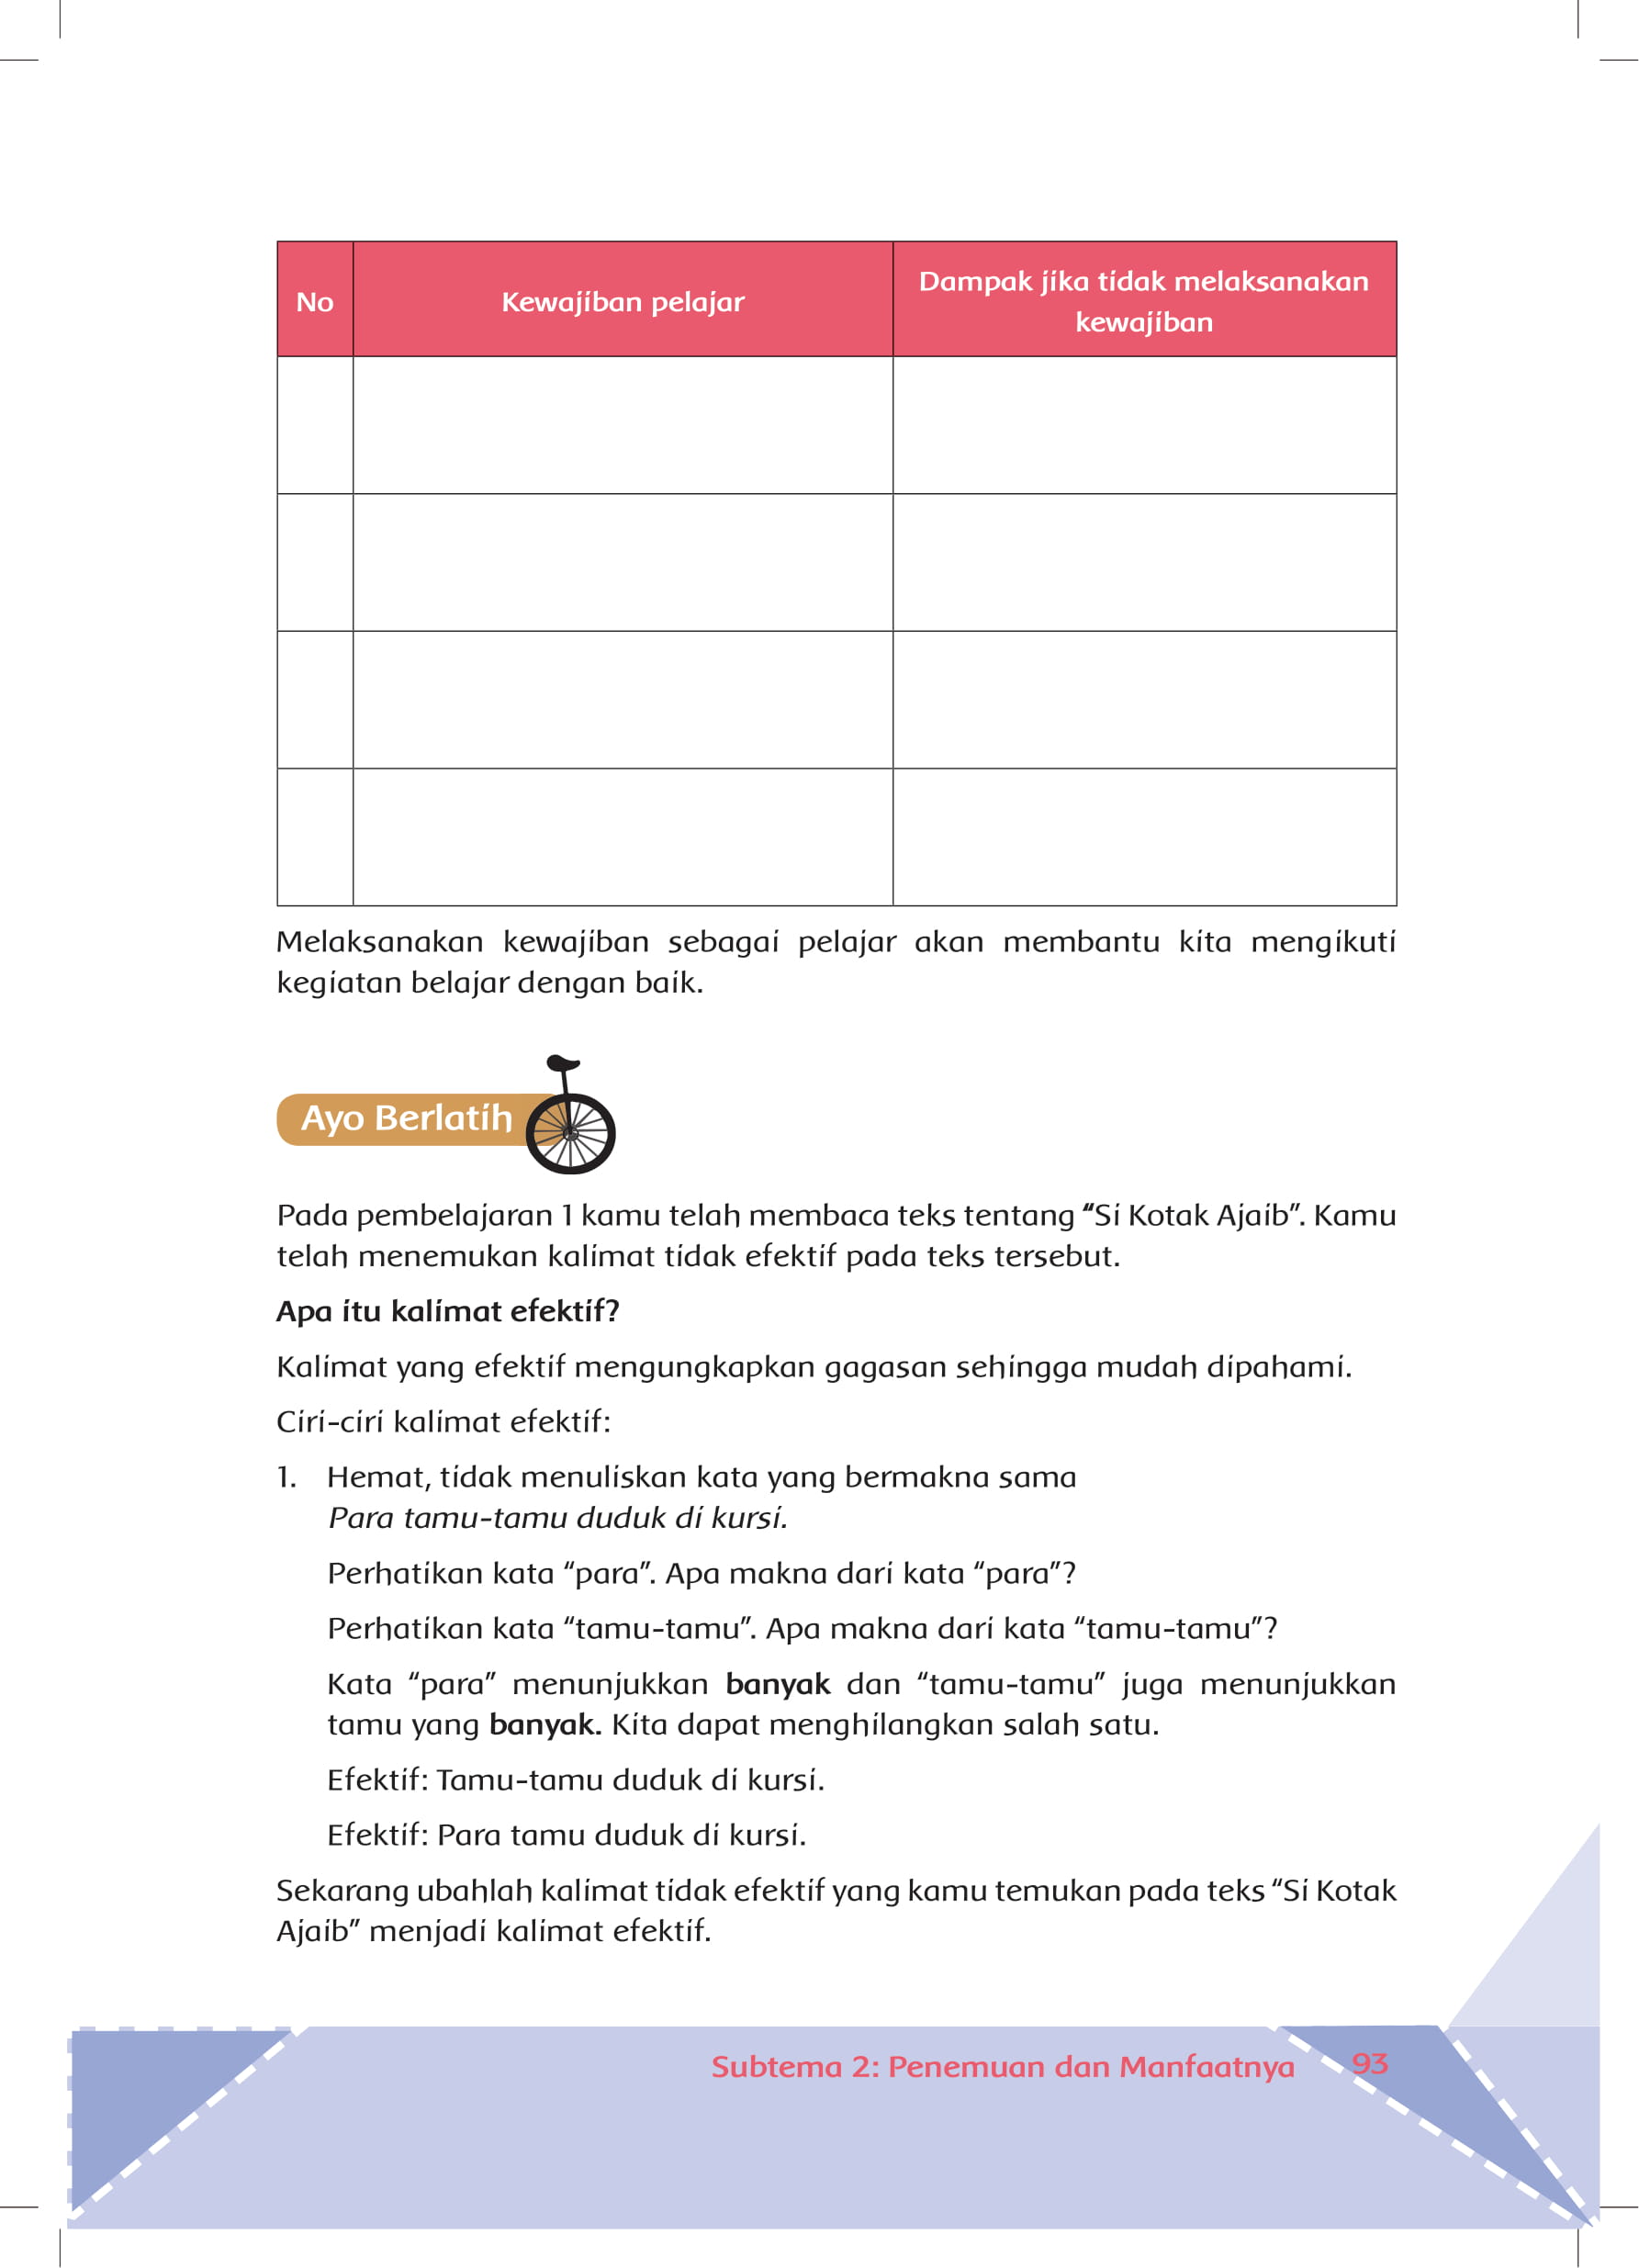 No
Kewajiban pelajar
Dampak jika tidak melaksanakan
kewajiban
Melaksanakan kewajiban sebagai pelajar akan membantu kita mengikuti
kegiatan belajar dengan baik.
Ayo Berlatih
Pada pembelajaran 1 kamu telah membaca teks tentang “Si Kotak Ajaib”. Kamu
telah menemukan kalimat tidak efektif pada teks tersebut.
Apa itu kalimat efektif?
Kalimat yang efektif mengungkapkan gagasan sehingga mudah dipahami.
Ciri-ciri kalimat efektif:
1. Hemat, tidak menuliskan kata yang bermakna sama
Para tamu-tamu duduk di kursi.
Perhatikan kata “para”. Apa makna dari kata “para”?
Perhatikan kata “tamu-tamu”. Apa makna dari kata “tamu-tamu”?
Kata “para” menunjukkan banyak dan “tamu-tamu” juga menunjukkan
tamu yang banyak. Kita dapat menghilangkan salah satu.
Efektif: Tamu-tamu duduk di kursi.
Efektif: Para tamu duduk di kursi.
Sekarang ubahlah kalimat tidak efektif yang kamu temukan pada teks “Si Kotak
Ajaib” menjadi kalimat efektif.
Subtema 2: Penemuan dan Manfaatnya 93